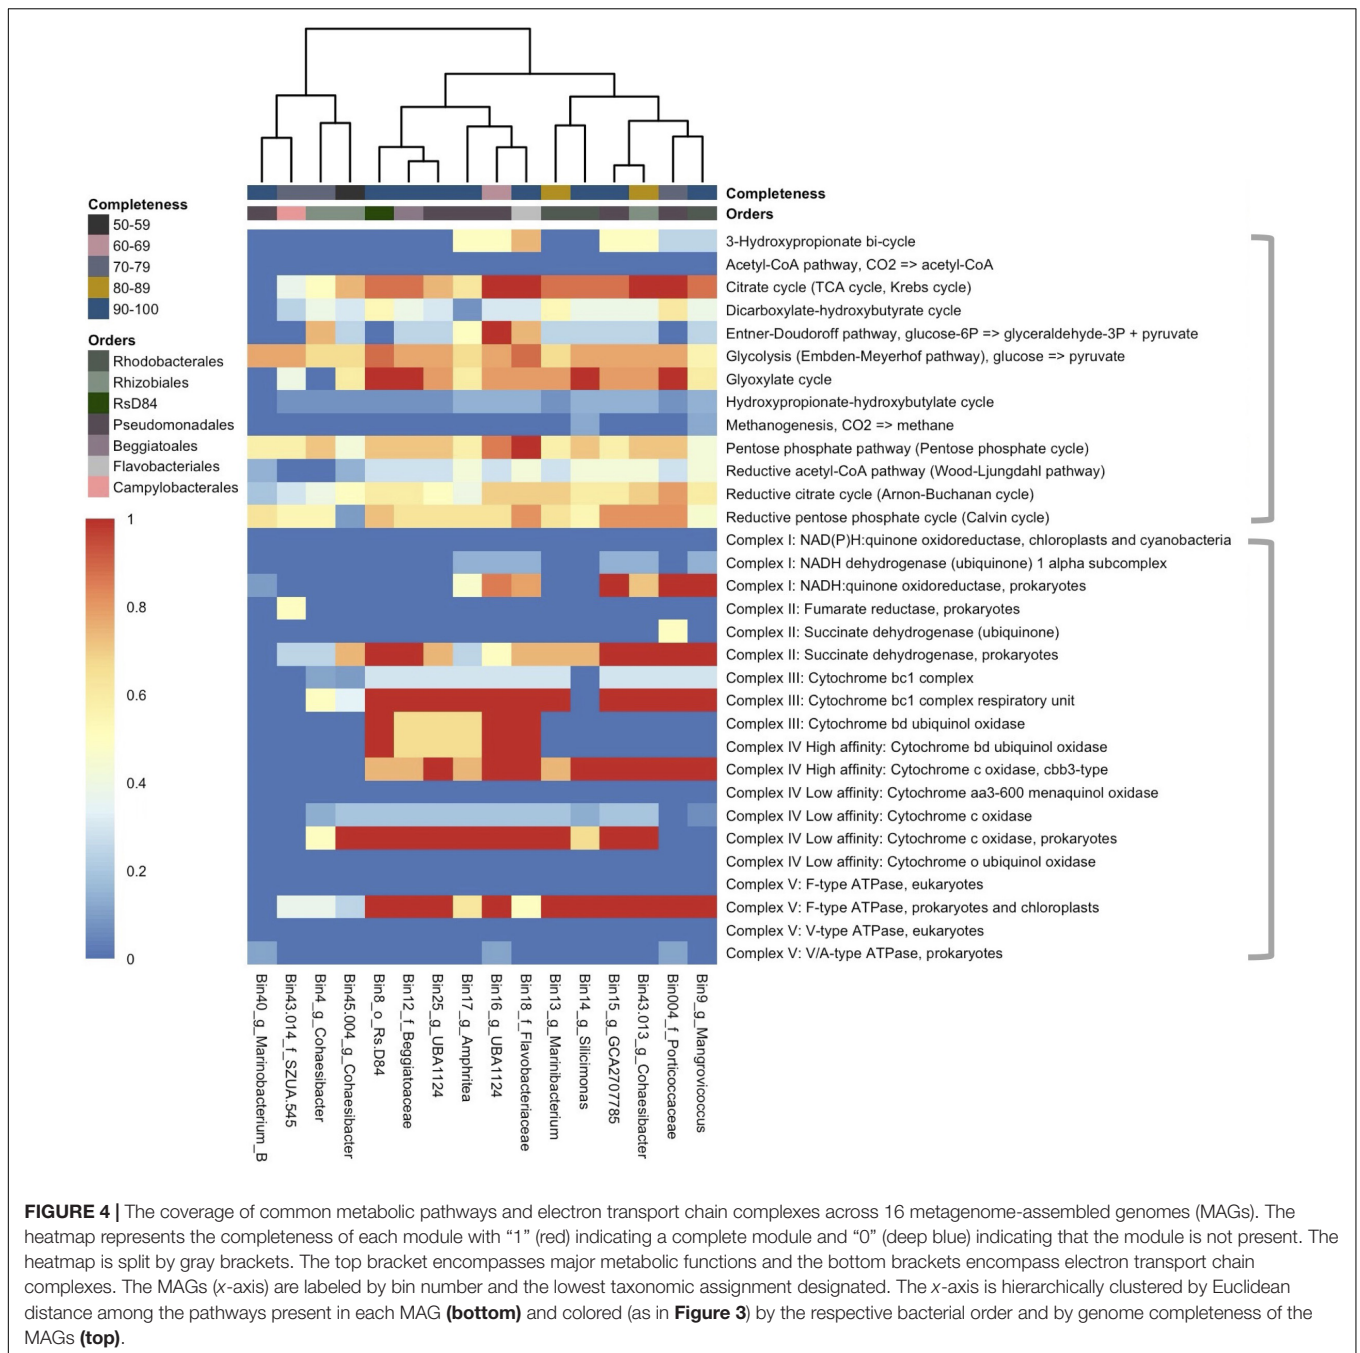 Completeness
Orders
Completeness
50-59
60-69
70-79
80-89
90-100
Orders
Rhodobacterales
Rhizobiales
RsD84
Pseudomonadales
Beggiatoales
Flavobacteriales
Campylobacterales
1
0.8
0.6
0.4
0.2
0
3-Hydroxypropionate bi-cycle
Acetyl-CoA pathway, CO2 => acetyl-CoA
Citrate cycle (TCA cycle, Krebs cycle)
Dicarboxylate-hydroxybutyrate cycle
Entner-Doudoroff pathway, glucose-6P => glyceraldehyde-3P + pyruvate
Glycolysis (Embden-Meyerhof pathway), glucose => pyruvate
Glyoxylate cycle
Hydroxypropionate-hydroxybutylate cycle
Methanogenesis, CO2 => methane
Pentose phosphate pathway (Pentose phosphate cycle)
Reductive acetyl-CoA pathway (Wood-Ljungdahl pathway)
Reductive citrate cycle (Arnon-Buchanan cycle)
Reductive pentose phosphate cycle (Calvin cycle)
Complex I: NAD(P)H:quinone oxidoreductase, chloroplasts and cyanobacteria
Complex I: NADH dehydrogenase (ubiquinone) 1 alpha subcomplex
Complex I: NADH:quinone oxidoreductase, prokaryotes
Complex II: Fumarate reductase, prokaryotes
Complex II: Succinate dehydrogenase (ubiquinone)
Complex II: Succinate dehydrogenase, prokaryotes
Complex III: Cytochrome bc1 complex
Complex III: Cytochrome bc1 complex respiratory unit
Complex III: Cytochrome bd ubiquinol oxidase
Complex IV High affinity: Cytochrome bd ubiquinol oxidase
Complex IV High affinity: Cytochrome c oxidase, cbb3-type
Complex IV Low affinity: Cytochrome aa3-600 menaquinol oxidase
Complex IV Low affinity: Cytochrome c oxidase
Complex IV Low affinity: Cytochrome c oxidase, prokaryotes
Complex IV Low affinity: Cytochrome o ubiquinol oxidase
Complex V: F-type ATPase, eukaryotes
Complex V: F-type ATPase, prokaryotes and chloroplasts
Complex V: V-type ATPase, eukaryotes
Complex V: V/A-type ATPase, prokaryotes
Bin40_g_Marinobacterium_B
Bin43.014_f_SZUA.545
Bin4_g_Cohaesibacter
Bin45.004_g_Cohaesibacter
Bin8_o_Rs.D84
Bin12_f_Beggiatoaceae
Bin25_g_UBA1124
Bin17_g_Amphritea
Bin16_g_UBA1124
Bin18_f_Flavobacteriaceae
Bin13_g_Marinibacterium
Bin14_g_Silicimonas
Bin15_g_GCA2707785
Bin43.013_g_Cohaesibacter
Bin004_f_Porticoccaceae
Bin9_g_Mangrovicoccus
FIGURE 4 | The coverage of common metabolic pathways and electron transport chain complexes across 16 metagenome-assembled genomes (MAGs). The
heatmap represents the completeness of each module with “1” (red) indicating a complete module and “0” (deep blue) indicating that the module is not present. The
heatmap is split by gray brackets. The top bracket encompasses major metabolic functions and the bottom brackets encompass electron transport chain
complexes. The MAGs (x-axis) are labeled by bin number and the lowest taxonomic assignment designated. The x-axis is hierarchically clustered by Euclidean
distance among the pathways present in each MAG (bottom) and colored (as in Figure 3) by the respective bacterial order and by genome completeness of the
MAGs (top).